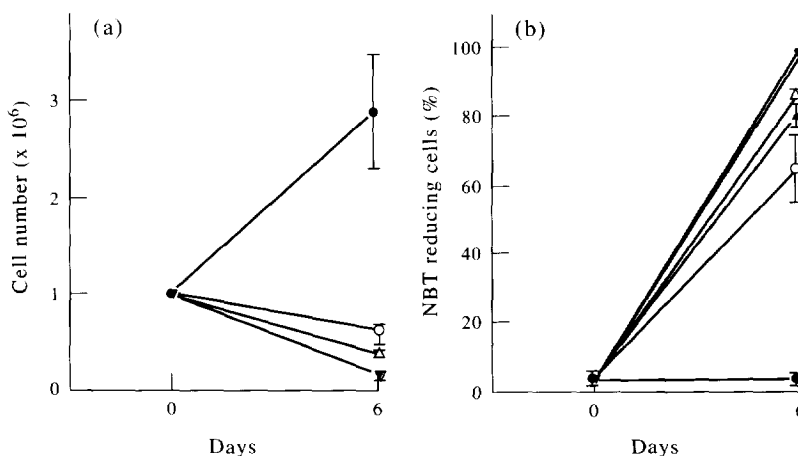 (a)
Cell number (x 10⁶)
3
2
1
0
0
6
Days
(b)
NBT reducing cells (%)
100
80
60
40
20
0
0
Days